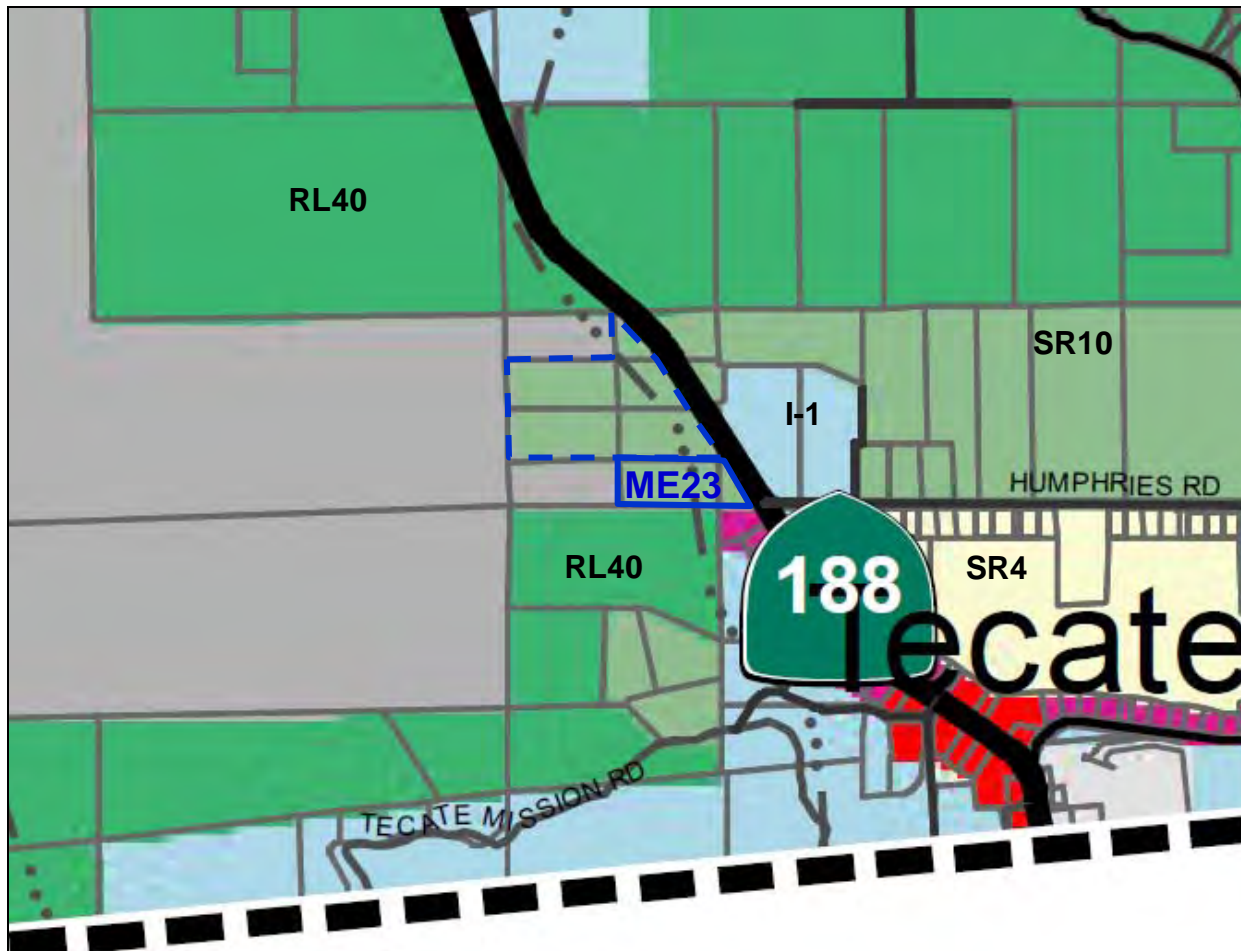 RL40
SR10
I-1
ME23
HUMPHRIES RD
RL40
188
SR4
Tecate
TECATE MISSION RD